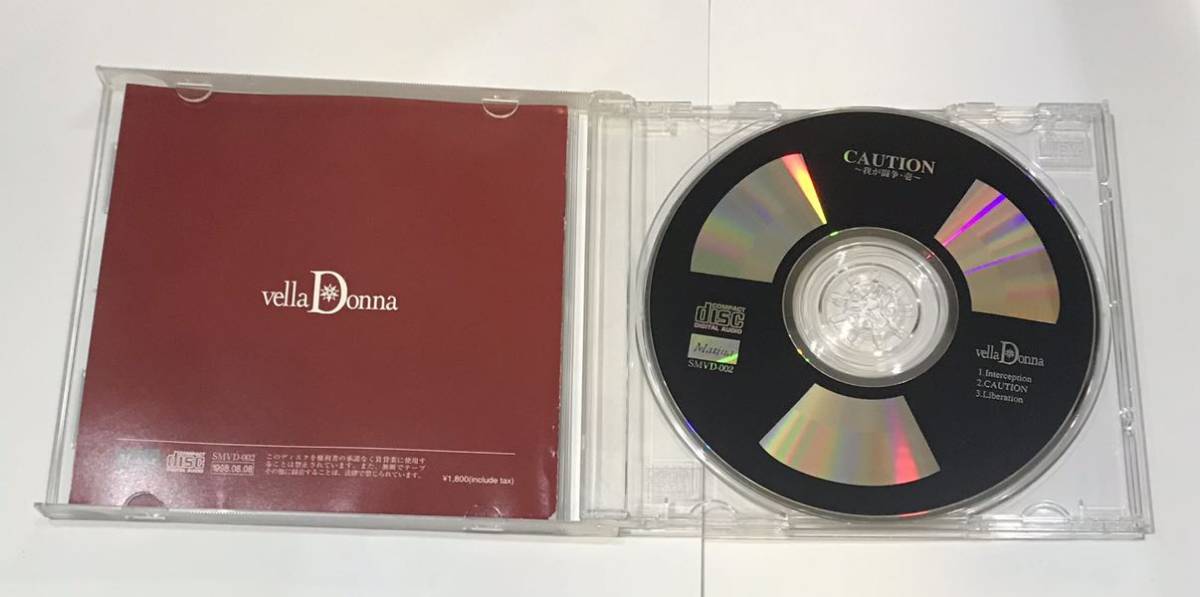 vella Donna
COMPACT disc DIGITAL AUDIO
SMVD-002
1998.08.08
このディスクを権利者の承諾なく賃貸業に使用す
ることは禁止されています。また、無断でテープ
その他に録音することは、法律で禁じられています。
¥1,800(include tax)
CAUTION
~我が闘争・壱~
COMPACT
disc
DIGITAL AUDIO
Matina
SMVD-002
vella Donna
1.Interception
2.CAUTION
3.Liberation